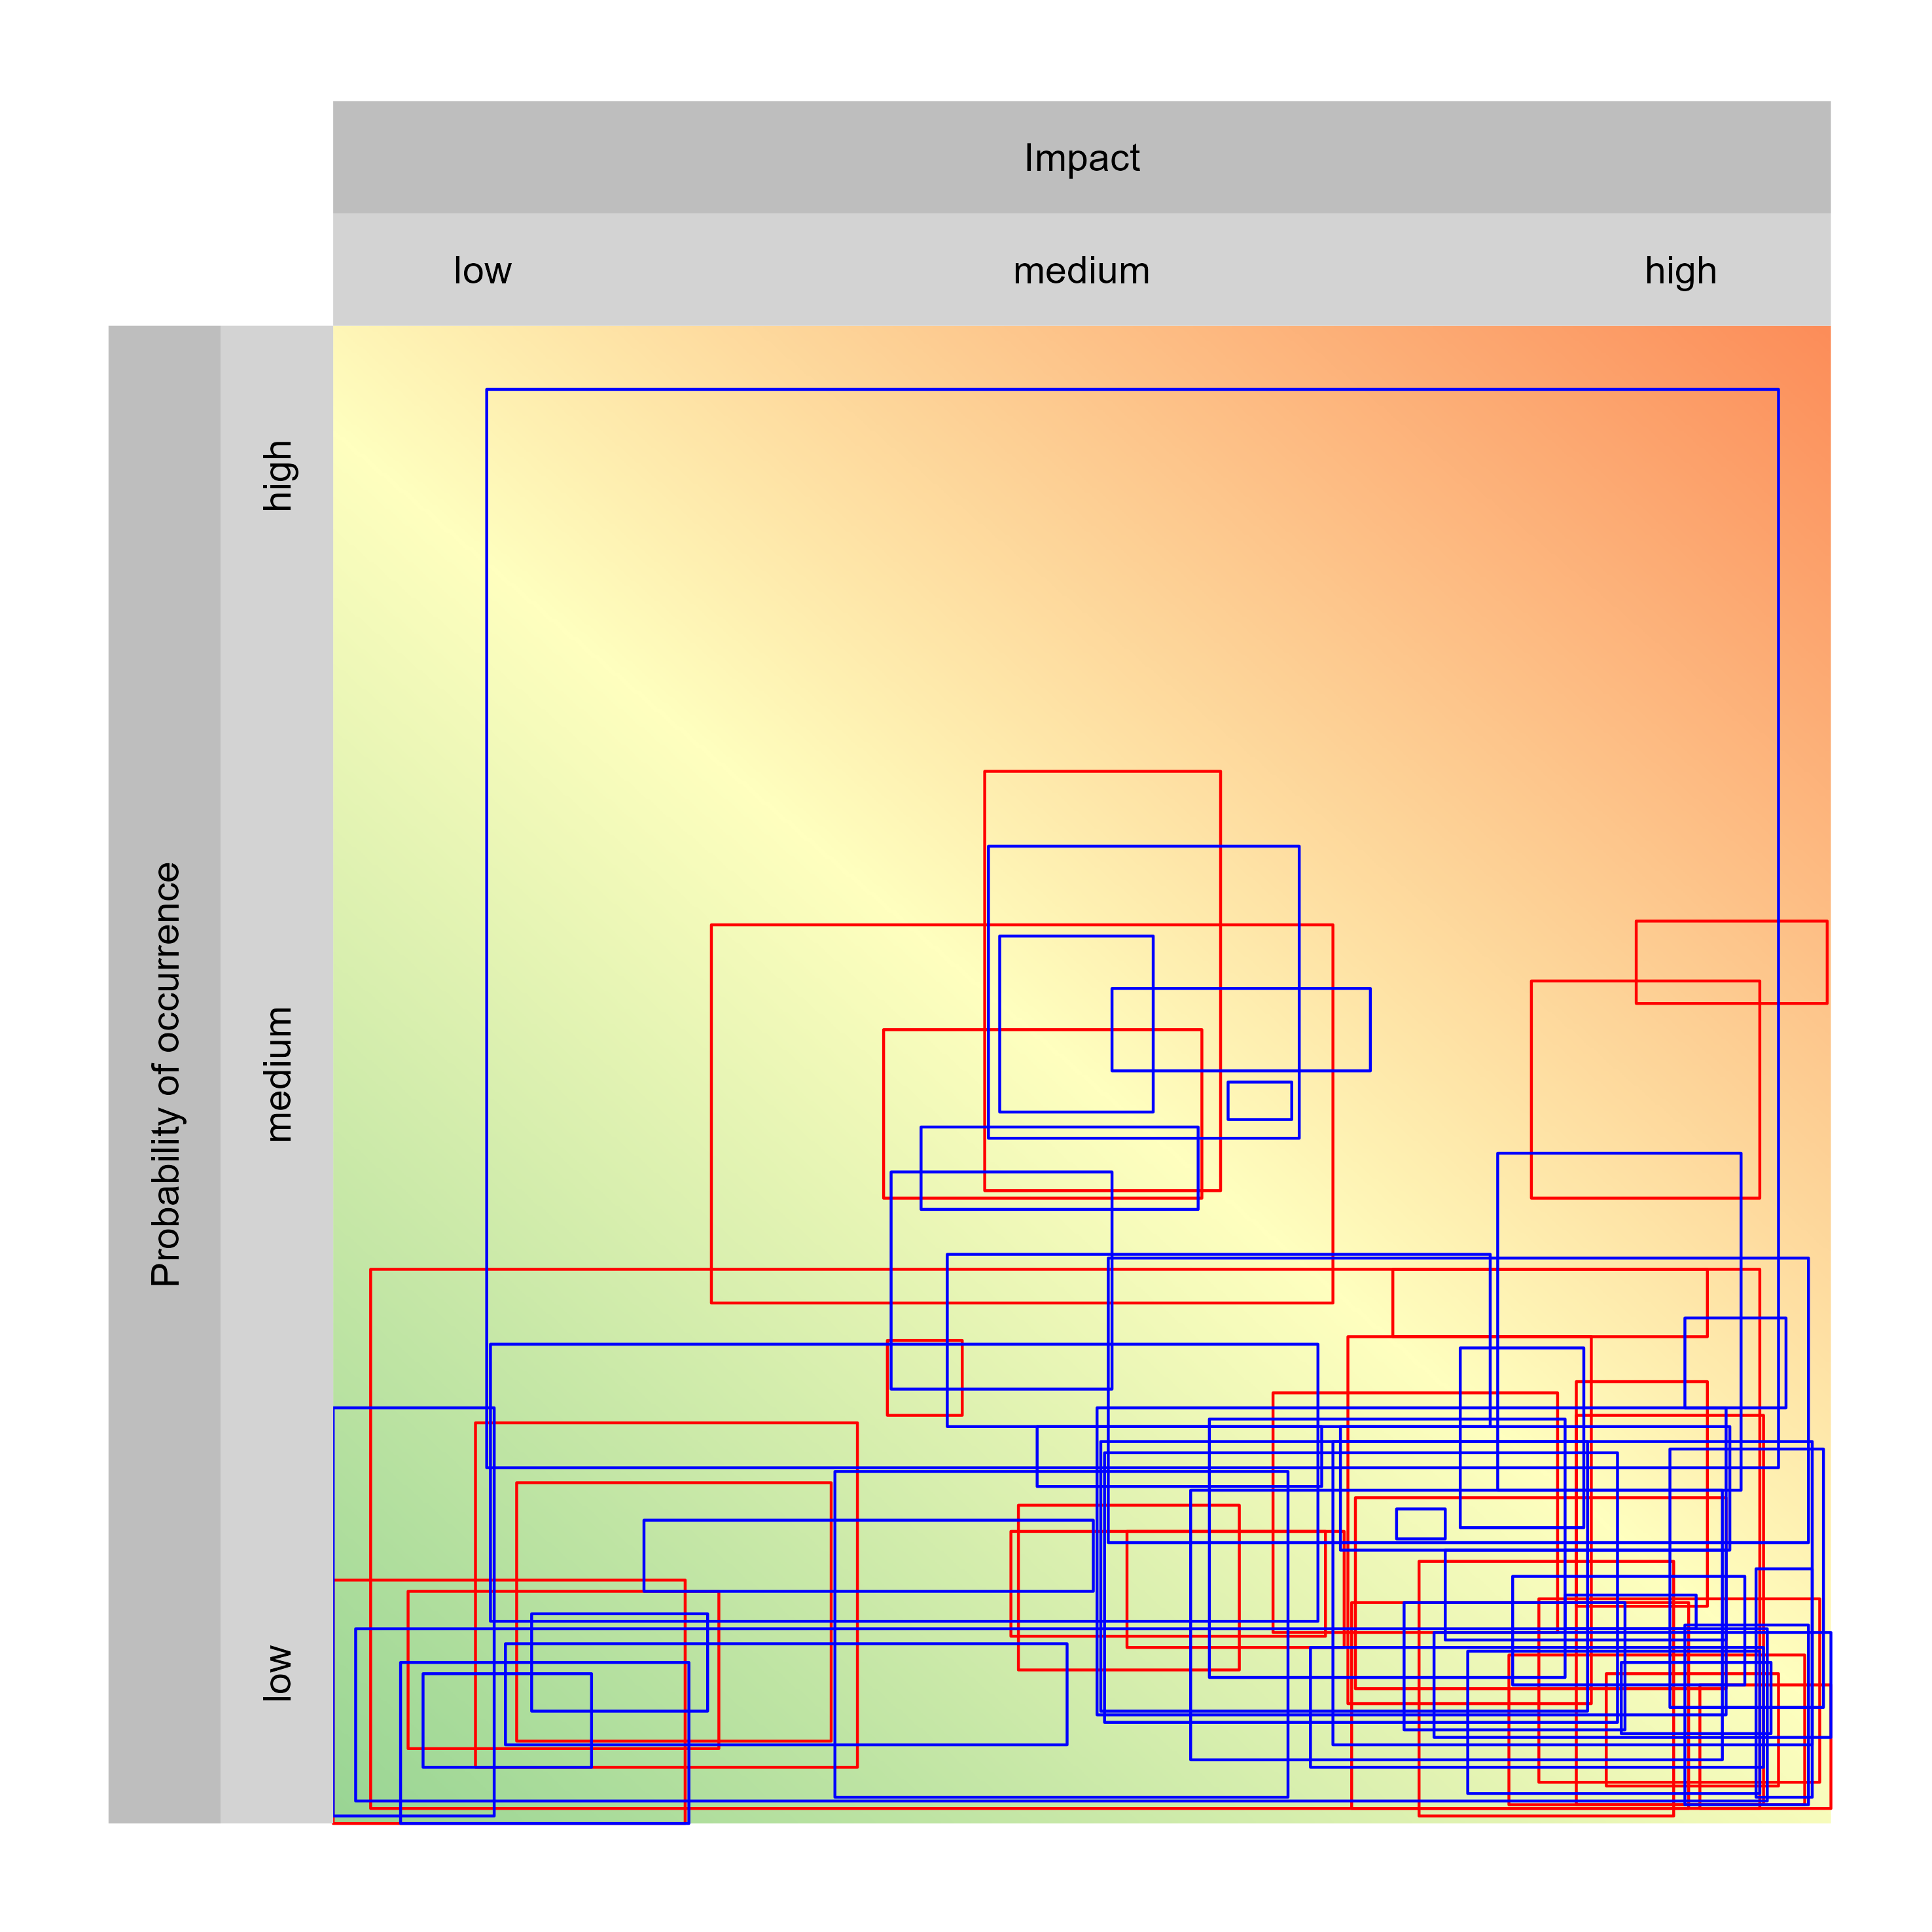 Impact
low medium high
Probability of occurrence
high
medium
low